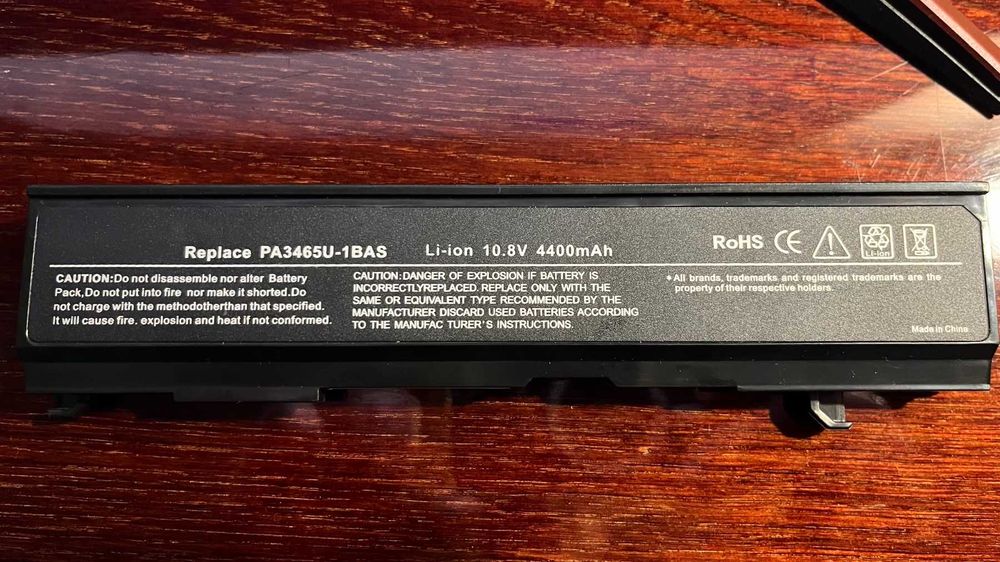 Replace PA3465U-1BAS Li-ion 10.8V 4400mAh RoHS CE Li-ion
CAUTION:Do not disassemble nor alter Battery
Pack,Do not put into fire nor make it shorted.Do
not charge with the methodotherthan that specified.
It will cause fire. explosion and heat if not conformed.
CAUTION:DANGER OF EXPLOSION IF BATTERY IS
INCORRECTLYREPLACED. REPLACE ONLY WITH THE
SAME OR EQUIVALENT TYPE RECOMMENDED BY THE
MANUFACTURER DISCARD USED BATTERIES ACCORDING
TO THE MANUFAC TURER'S INSTRUCTIONS.
• All brands, trademarks and registered trademarks are the
property of their respective holders.
Made in China